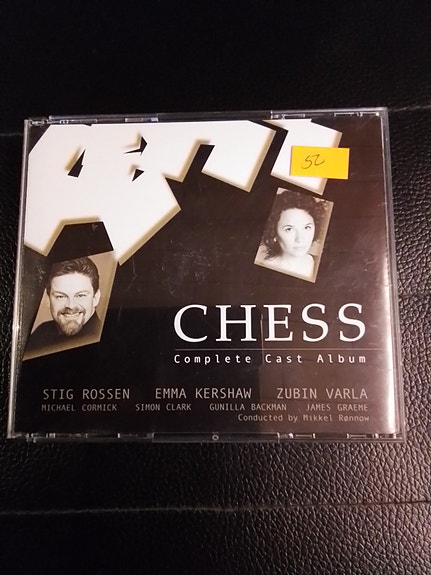 52
CHESS
Complete Cast Album
STIG ROSSEN EMMA KERSHAW ZUBIN VARLA
MICHAEL CORMICK SIMON CLARK GUNILLA BACKMAN JAMES GRAEME
Conducted by Mikkel Rønnow